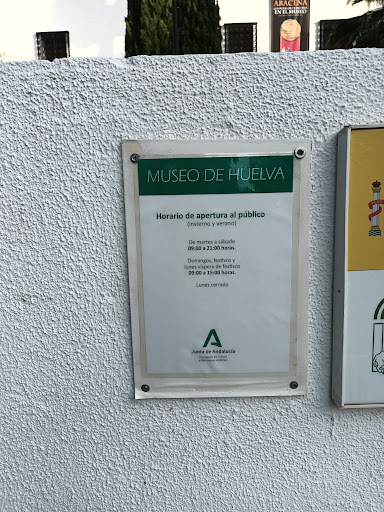 ARACENA
EN EL MUSEO
MUSEO DE HUELVA
Horario de apertura al público
(invierno y verano)
De martes a sábado
09:00 a 21:00 horas.
Domingos, festivos y
lunes víspera de festivos
09:00 a 15:00 horas.
Lunes cerrado
Junta de Andalucía